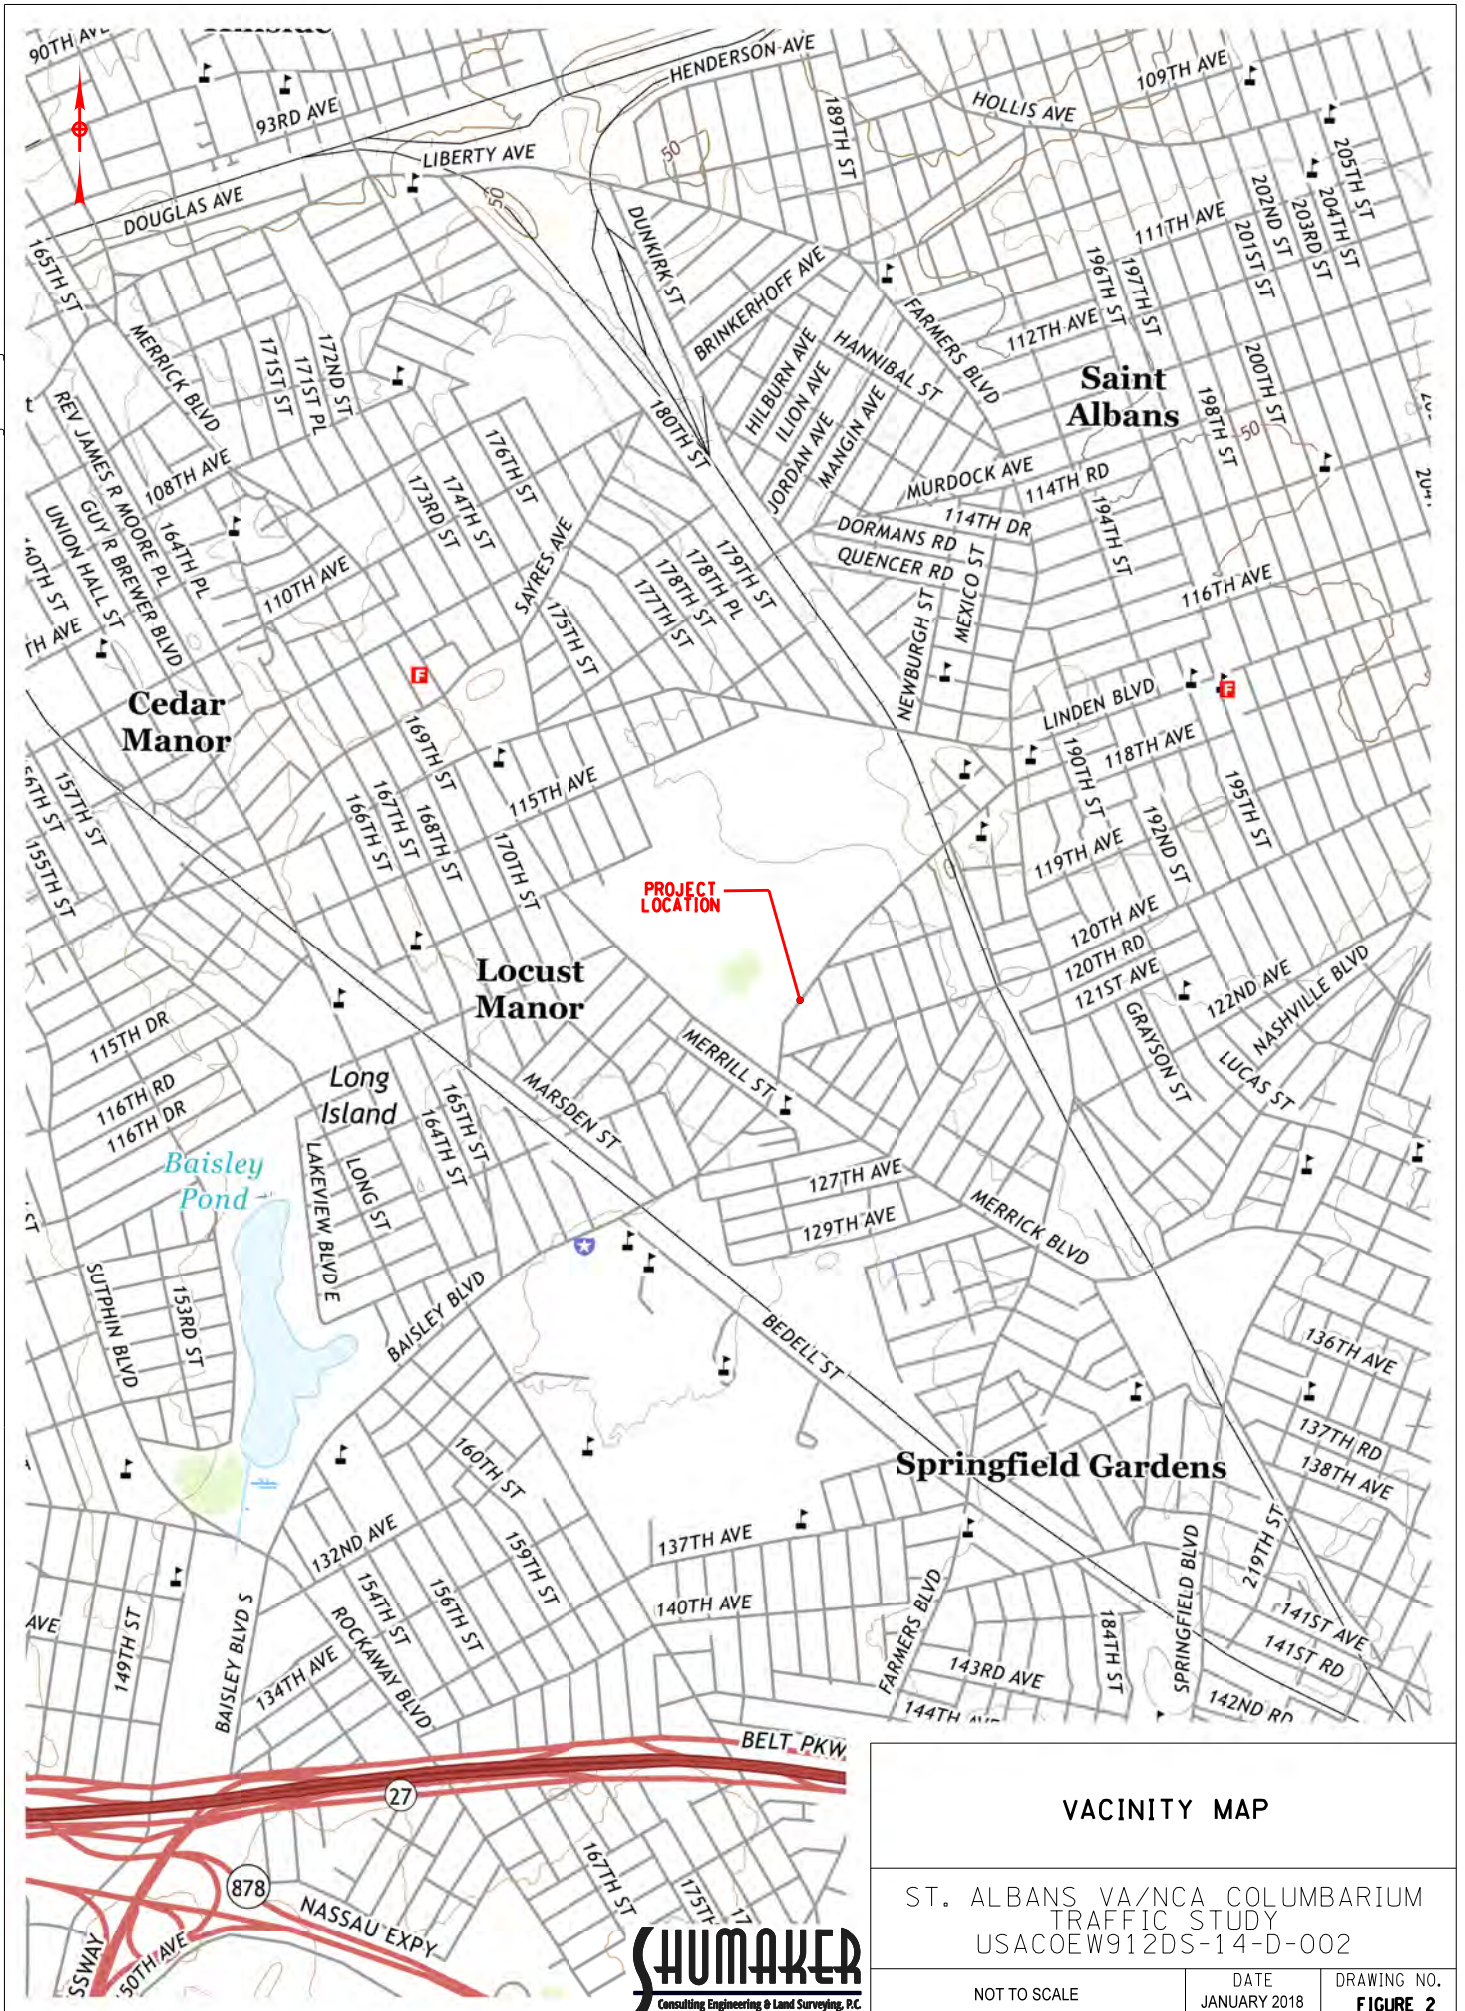 90TH AVE
93RD AVE
HENDERSON AVE
109TH AVE
HOLLIS AVE
LIBERTY AVE
189TH ST
50
205TH ST
DOUGLAS AVE
50
202ND ST
204TH ST
203RD ST
111TH AVE
201ST ST
DUNKIRK ST
165TH ST
BRINKERHOFF AVE
196TH ST
197TH ST
FARMERS BLVD
112TH AVE
MERRICK BLVD
172ND ST
171ST ST
171ST PL
HILBURN AVE
HANNIBAL ST
ILION AVE
Saint
Albans
200TH ST
REV JAMES R MOORE PL
JORDAN AVE
MANGIN AVE
180TH ST
198TH ST
50
176TH ST
108TH AVE
MURDOCK AVE
114TH RD
GUY R BREWER BLVD
UNION HALL ST
173RD ST
174TH ST
114TH DR
DORMANS RD
194TH ST
164TH PL
QUENCER RD
SAYRES AVE
179TH ST
178TH PL
MEXICO ST
110TH AVE
178TH ST
116TH AVE
177TH ST
175TH ST
NEWBURGH ST
TH AVE
F
F
Cedar
Manor
LINDEN BLVD
169TH ST
118TH AVE
190TH ST
157TH ST
115TH AVE
195TH ST
167TH ST
166TH ST
168TH ST
192ND ST
155TH ST
170TH ST
119TH AVE
PROJECT
LOCATION
120TH AVE
120TH RD
Locust
Manor
121ST AVE
122ND AVE
NASHVILLE BLVD
115TH DR
GRAYSON ST
MERRILL ST
LUCAS ST
Long
Island
116TH RD
MARSDEN ST
165TH ST
116TH DR
164TH ST
Baisley
Pond
LAKEVIEW BLVD E
LONG ST
127TH AVE
129TH AVE
MERRICK BLVD
SUTPHIN BLVD
153RD ST
BAISLEY BLVD
BEDELL ST
136TH AVE
137TH RD
160TH ST
Springfield Gardens
138TH AVE
132ND AVE
137TH AVE
159TH ST
219TH ST
SPRINGFIELD BLVD
154TH ST
156TH ST
140TH AVE
AVE
149TH ST
BAISLEY BLVD S
ROCKAWAY BLVD
FARMERS BLVD
184TH ST
141ST AVE
141ST RD
134TH AVE
143RD AVE
142ND RD
144TH AVE
BELT PKW
27
VACINITY MAP
167TH ST
878
175TH
17
NASSAU EXPY
ST. ALBANS VA/NCA COLUMBARIUM
TRAFFIC STUDY
USACOEW912DS-14-D-002
SSWAY
50TH AVE
SHUMAKER
Consulting Engineering & Land Surveying, P.C.
NOT TO SCALE
DATE
JANUARY 2018
DRAWING NO.
FIGURE 2